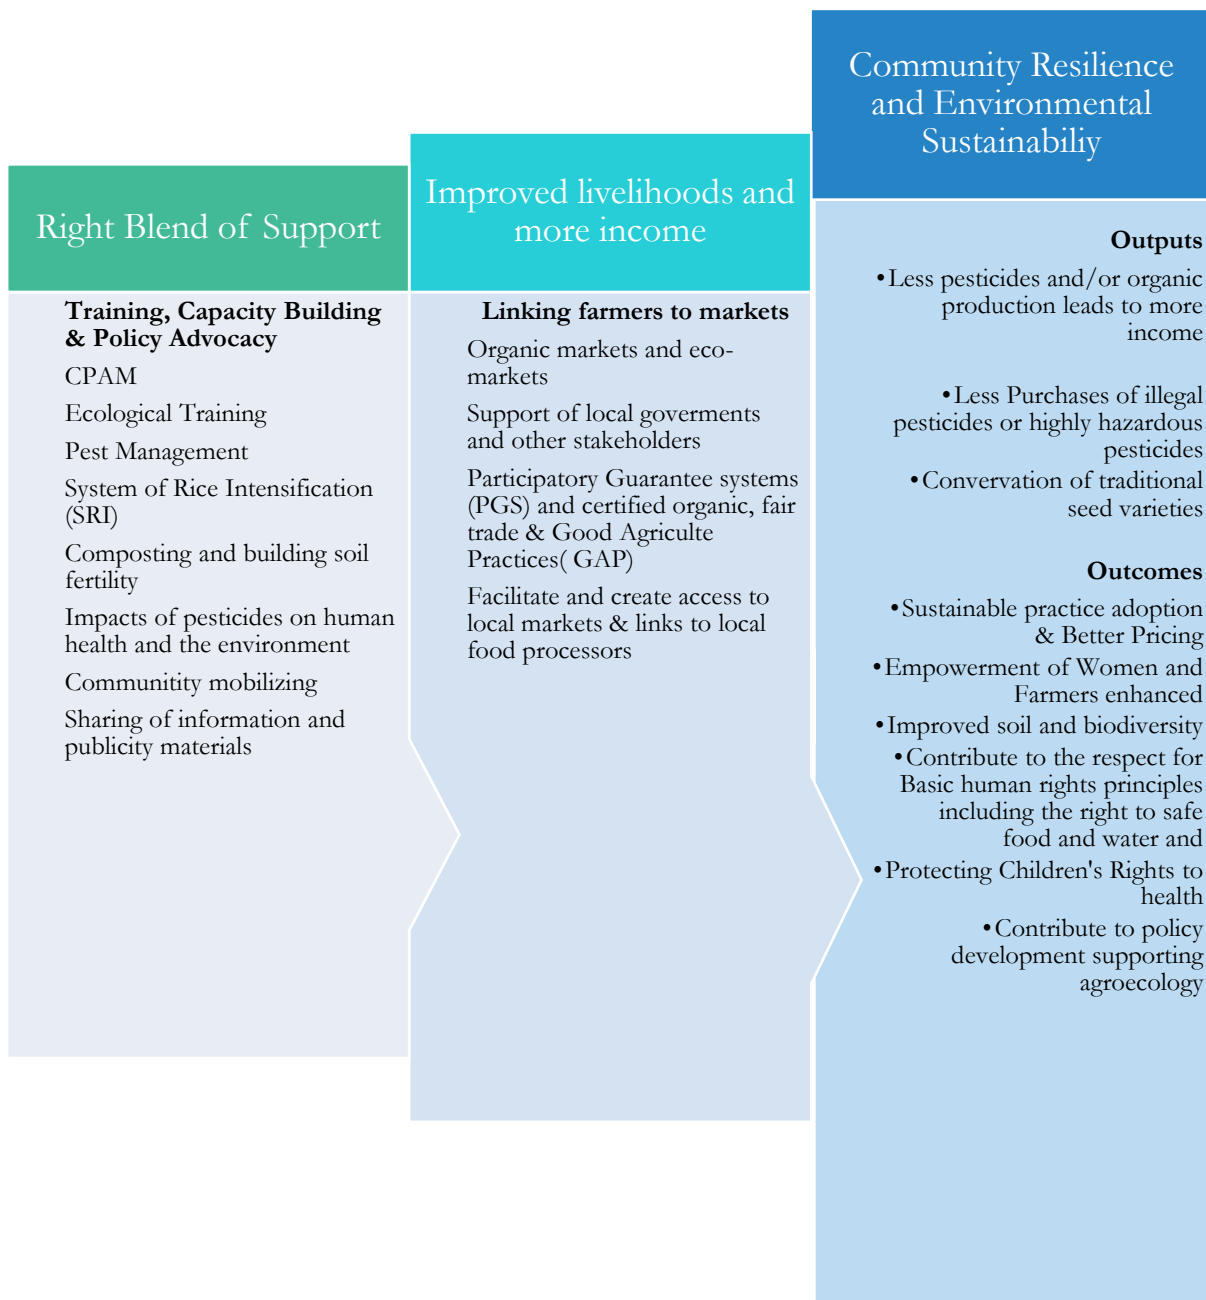 Right Blend of Support
Training, Capacity Building
& Policy Advocacy
CPAM
Ecological Training
Pest Management
System of Rice Intensification
(SRI)
Composting and building soil
fertility
Impacts of pesticides on human
health and the environment
Communitity mobilizing
Sharing of information and
publicity materials
Improved livelihoods and
more income
Linking farmers to markets
Organic markets and eco-
markets
Support of local goverments
and other stakeholders
Participatory Guarantee systems
(PGS) and certified organic, fair
trade & Good Agriculte
Practices( GAP)
Facilitate and create access to
local markets & links to local
food processors
Community Resilience
and Environmental
Sustainabiliy
Outputs
•Less pesticides and/or organic
production leads to more
income
•Less Purchases of illegal
pesticides or highly hazardous
pesticides
•Convervation of traditional
seed varieties
Outcomes
•Sustainable practice adoption
& Better Pricing
•Empowerment of Women and
Farmers enhanced
•Improved soil and biodiversity
•Contribute to the respect for
Basic human rights principles
including the right to safe
food and water and
•Protecting Children's Rights to
health
•Contribute to policy
development supporting
agroecology